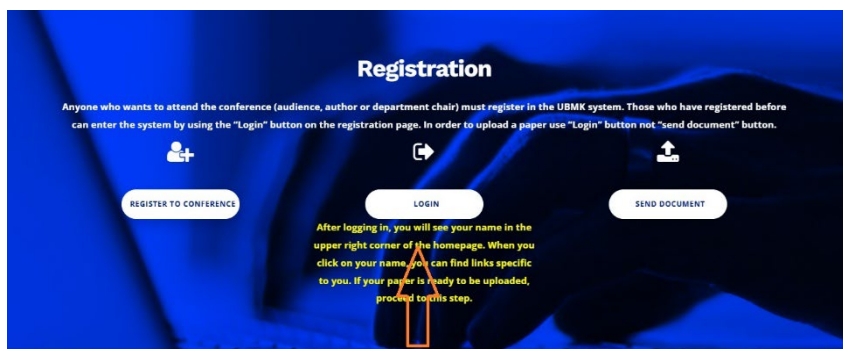 Registration
Anyone who wants to attend the conference (audience, author or department chair) must register in the UBMK system. Those who have registered before
can enter the system by using the "Login" button on the registration page. In order to upload a paper use "Login" button not "send document" button.
REGISTER TO CONFERENCE
LOGIN
SEND DOCUMENT
After logging in, you will see your name in the
upper right corner of the homepage. When you
click on your name, you can find links specific
to you. If your paper is ready to be uploaded,
proceed to this step.